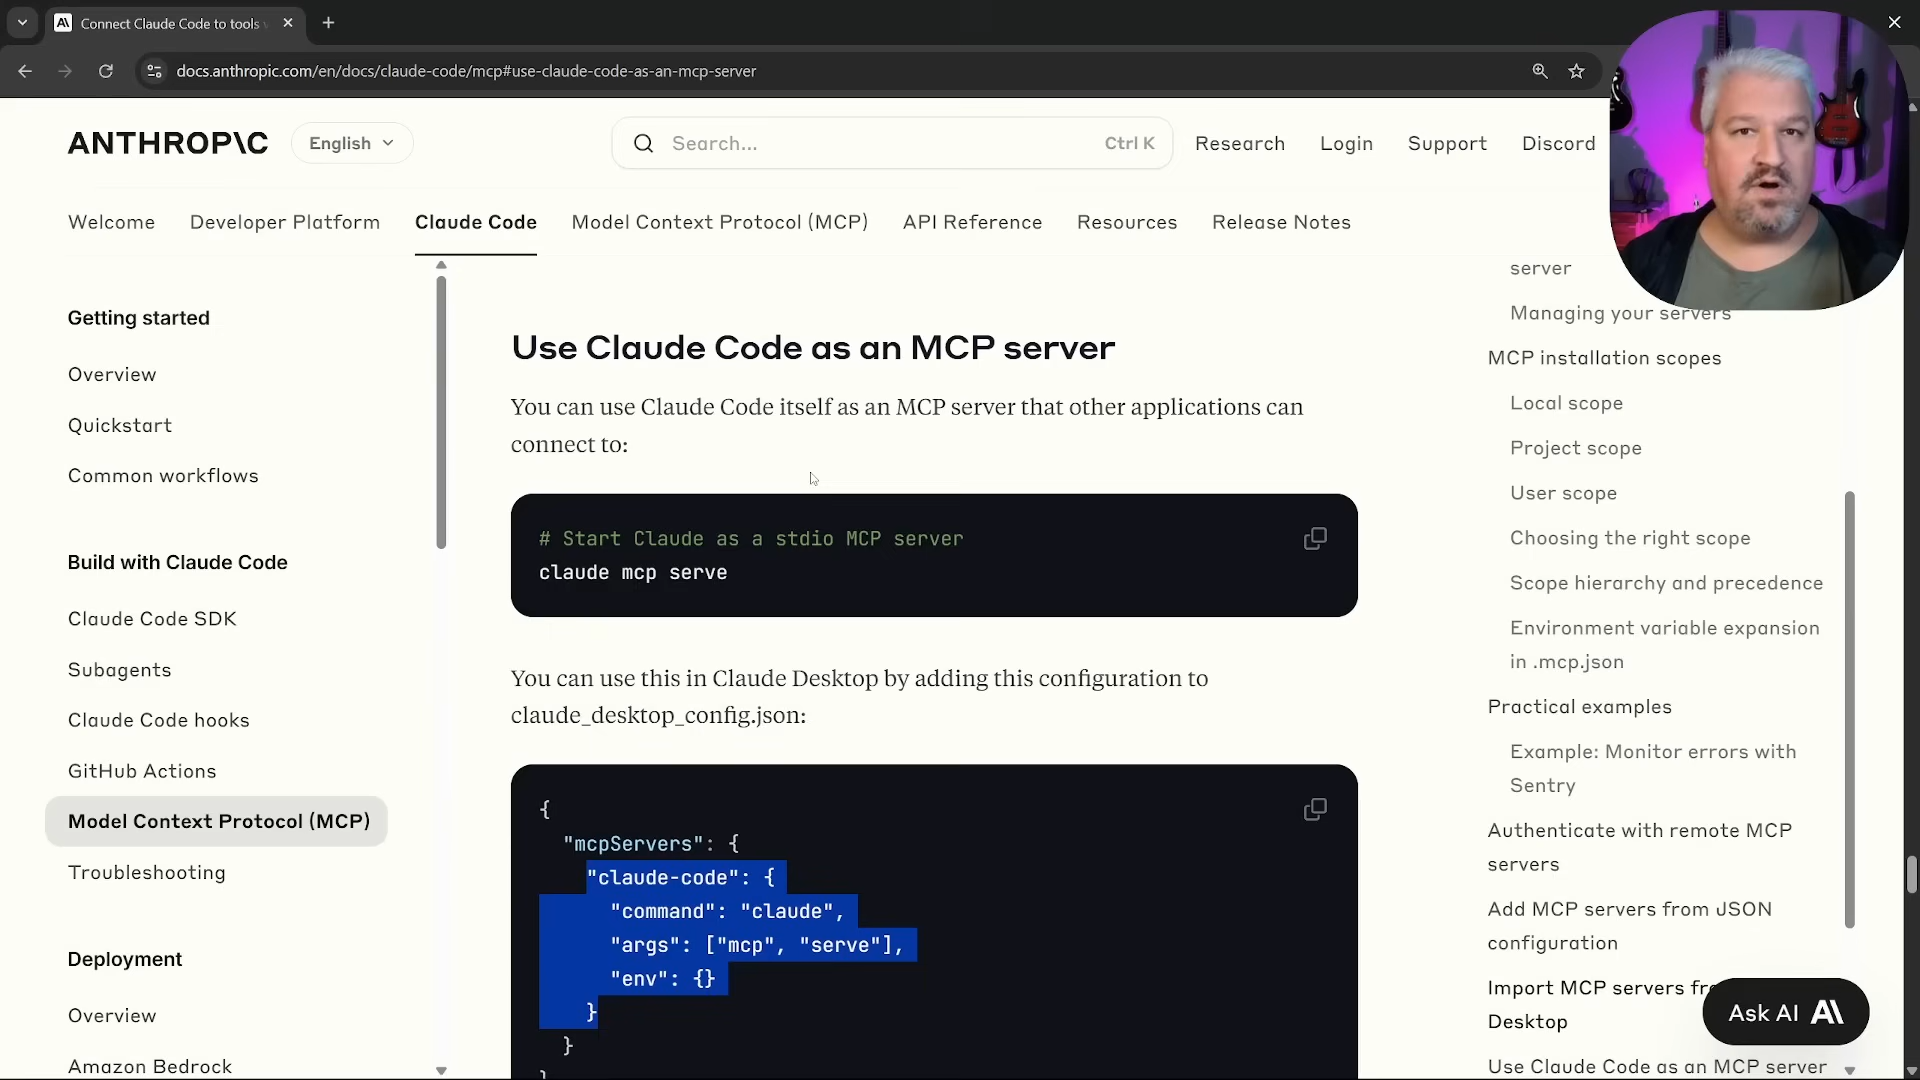 Connect Claude Code to tools
docs.anthropic.com/en/docs/claude-code/mcp#use-claude-code-as-an-mcp-server
ANTHROP\C
English
Search...
Ctrl K
Research
Login
Support
Discord
Welcome
Developer Platform
Claude Code
Model Context Protocol (MCP)
API Reference
Resources
Release Notes
Getting started
Overview
Quickstart
Common workflows
Build with Claude Code
Claude Code SDK
Subagents
Claude Code hooks
GitHub Actions
Model Context Protocol (MCP)
Troubleshooting
Deployment
Overview
Amazon Bedrock
Use Claude Code as an MCP server
You can use Claude Code itself as an MCP server that other applications can
connect to:
# Start Claude as a stdio MCP server
claude mcp serve
You can use this in Claude Desktop by adding this configuration to
claude_desktop_config.json:
{
"mcpServers": {
"claude-code": {
"command": "claude",
"args": ["mcp", "serve"],
"env": {}
}
}
server
Managing your servers
MCP installation scopes
Local scope
Project scope
User scope
Choosing the right scope
Scope hierarchy and precedence
Environment variable expansion
in .mcp.json
Practical examples
Example: Monitor errors with
Sentry
Authenticate with remote MCP
servers
Add MCP servers from JSON
configuration
Import MCP servers
Desktop
Use Claude Code as an MCP server
Ask AI